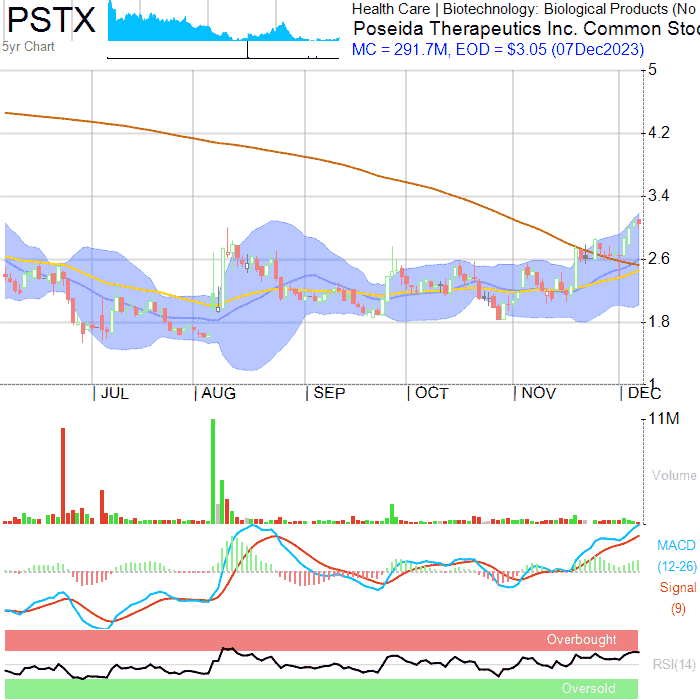 PSTX
5yr Chart
Health Care | Biotechnology: Biological Products (No
Poseida Therapeutics Inc. Common Stoc
MC = 291.7M, EOD = $3.05 (07Dec2023)
5
4.2
3.4
2.6
1.8
1
| JUL | AUG | SEP | OCT | NOV | DEC
11M
Volume
MACD
(12-26)
Signal
(9)
Overbought
RSI(14)
Oversold